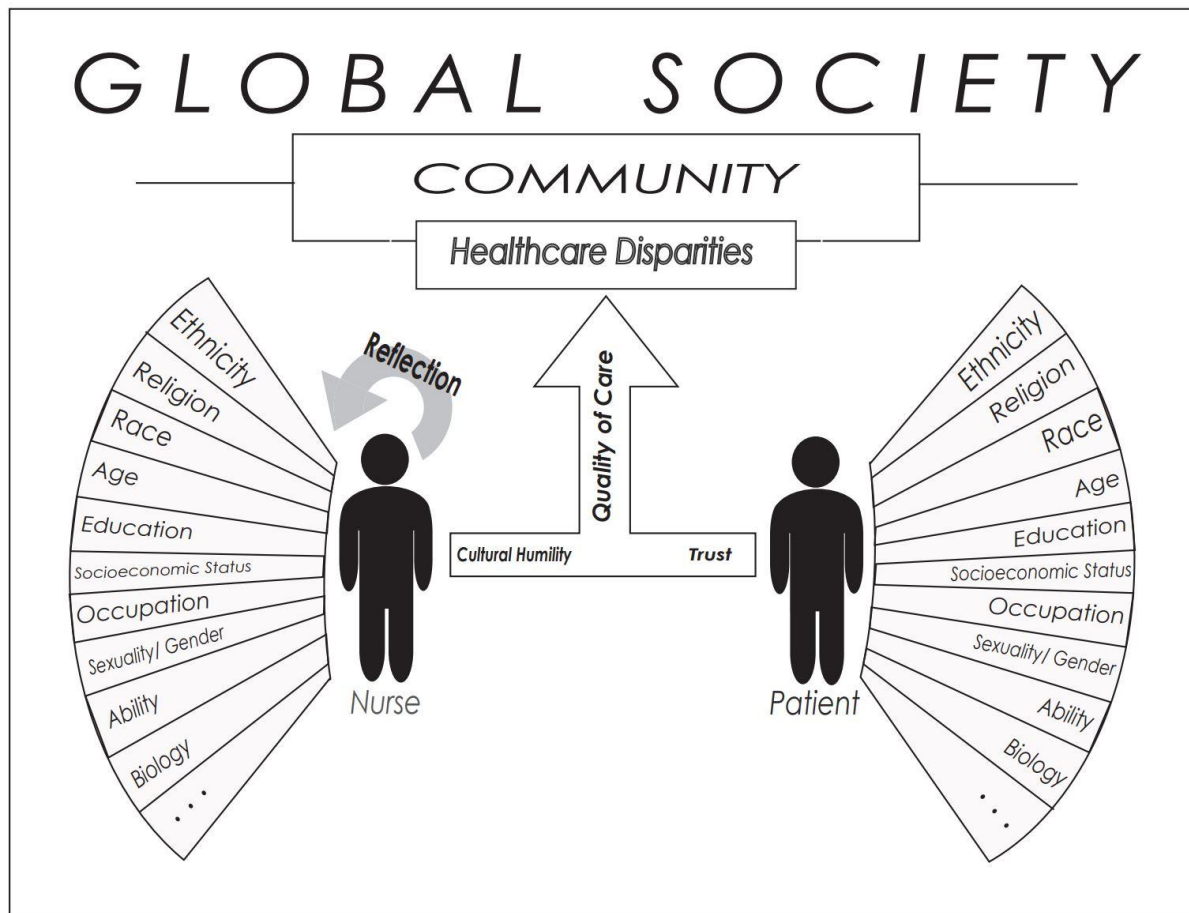 GLOBAL SOCIETY
COMMUNITY
Healthcare Disparities
Ethnicity
Religion
Race
Age
Education
Socioeconomic Status
Occupation
Sexuality/ Gender
Ability
Biology
. . .
Reflection
Nurse
Quality of Care
Cultural Humility
Trust
Patient
Ethnicity
Religion
Race
Age
Education
Socioeconomic Status
Occupation
Sexuality/ Gender
Ability
Biology
. . .